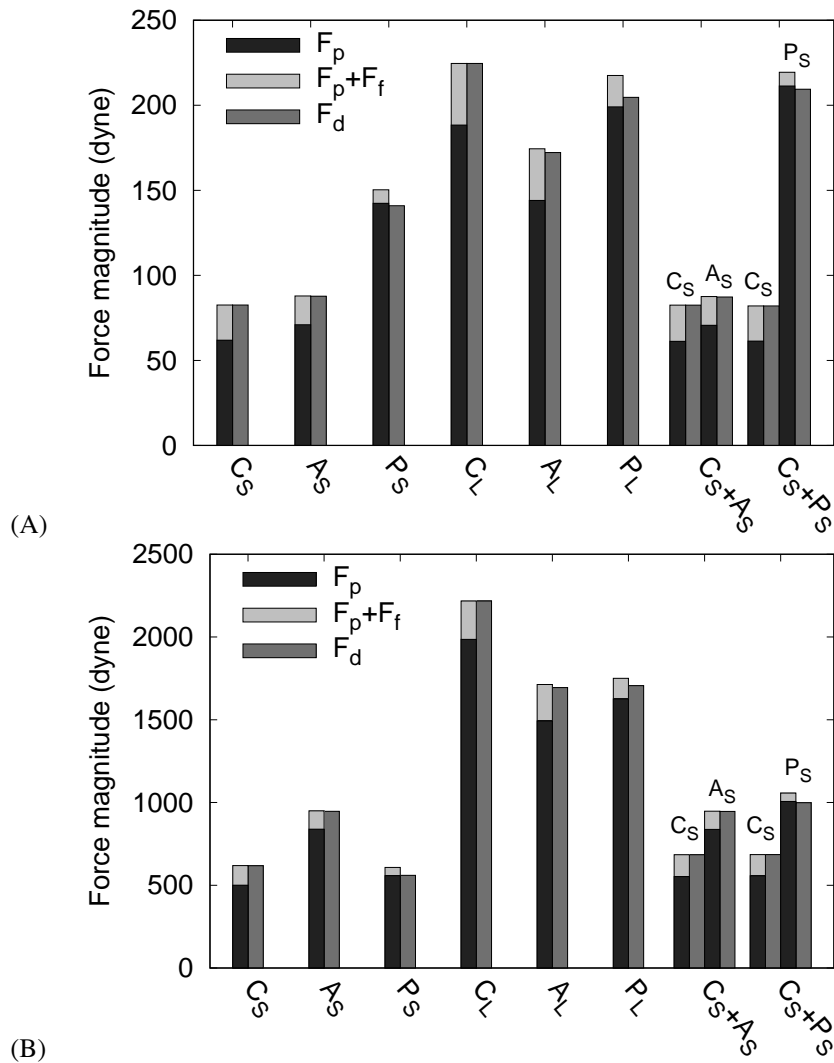 250
200
150
100
50
0
Force magnitude (dyne)
F_p
F_p+F_f
F_d
C_S
A_S
C_S
P_S
C_S
A_S
P_S
C_L
A_L
P_L
C_S+A_S
C_S+P_S
(A)
2500
2000
1500
1000
500
0
Force magnitude (dyne)
F_p
F_p+F_f
F_d
C_S
A_S
C_S
P_S
C_S
A_S
P_S
C_L
A_L
P_L
C_S+A_S
C_S+P_S
(B)